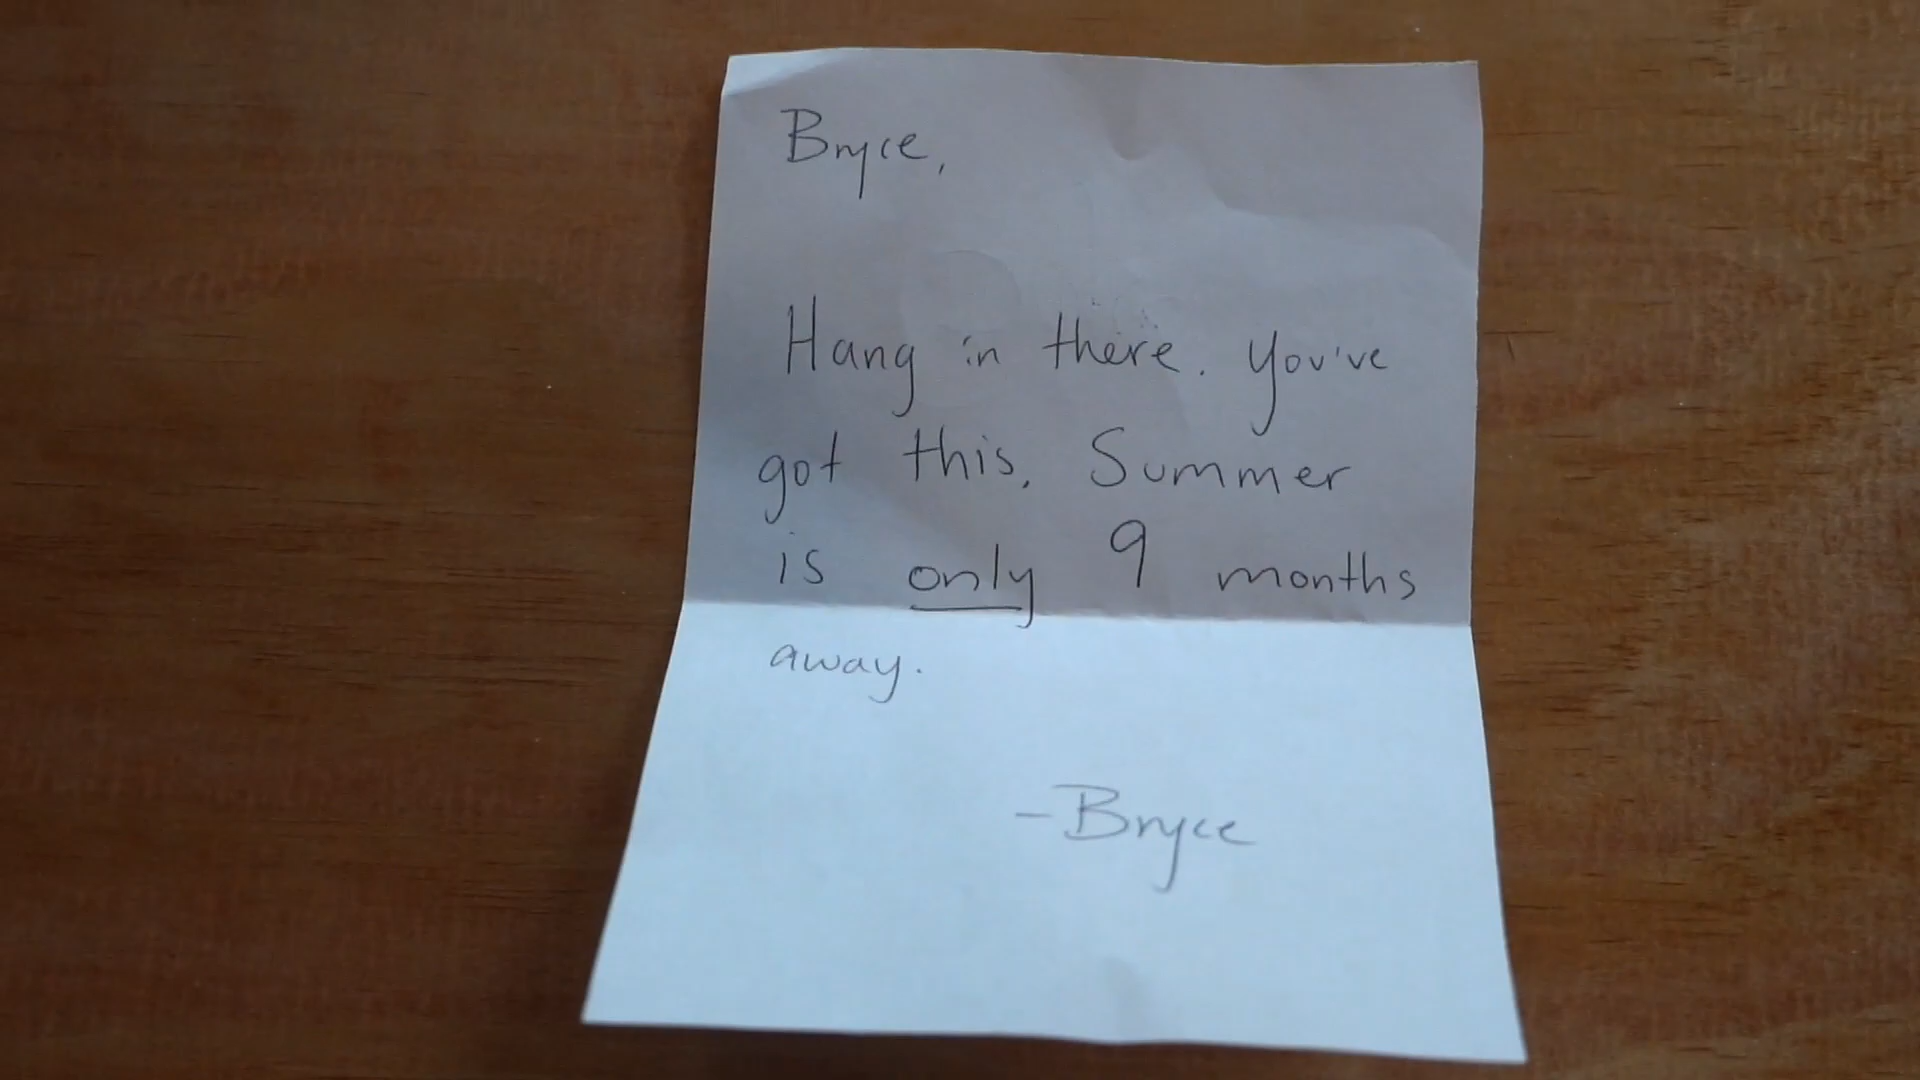 Bryce,
Hang in there. You've
got this. Summer
is only 9 months
away.
-Bryce